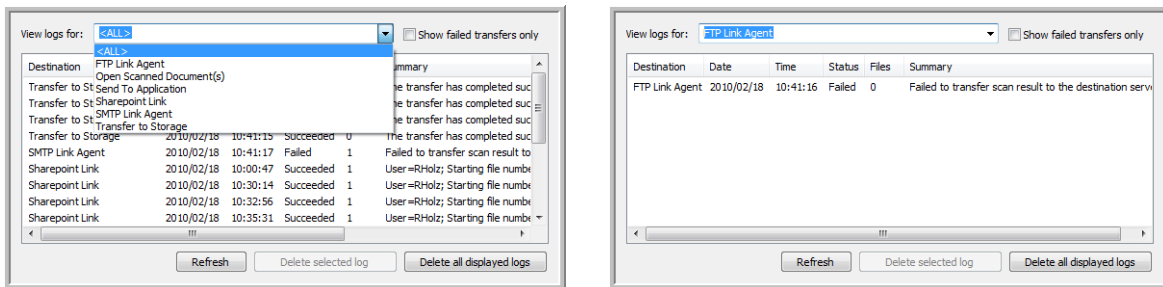 View logs for: <ALL> Show failed transfers only
<ALL>
FTP Link Agent
Open Scanned Document(s)
Send To Application
Sharepoint Link
SMTP Link Agent
Transfer to Storage
Destination ummary
Transfer to St he transfer has completed suc
Transfer to St he transfer has completed suc
Transfer to St he transfer has completed suc
Transfer to Storage 2010/02/18 10:41:15 Succeeded 0 The transfer has completed suc
SMTP Link Agent 2010/02/18 10:41:17 Failed 1 Failed to transfer scan result to
Sharepoint Link 2010/02/18 10:00:47 Succeeded 1 User=RHolz; Starting file numbe
Sharepoint Link 2010/02/18 10:30:14 Succeeded 1 User=RHolz; Starting file numbe
Sharepoint Link 2010/02/18 10:32:56 Succeeded 1 User=RHolz; Starting file numbe
Sharepoint Link 2010/02/18 10:35:31 Succeeded 1 User=RHolz; Starting file numbe
Refresh Delete selected log Delete all displayed logs
View logs for: FTP Link Agent Show failed transfers only
Destination Date Time Status Files Summary
FTP Link Agent 2010/02/18 10:41:16 Failed 0 Failed to transfer scan result to the destination serve
Refresh Delete selected log Delete all displayed logs